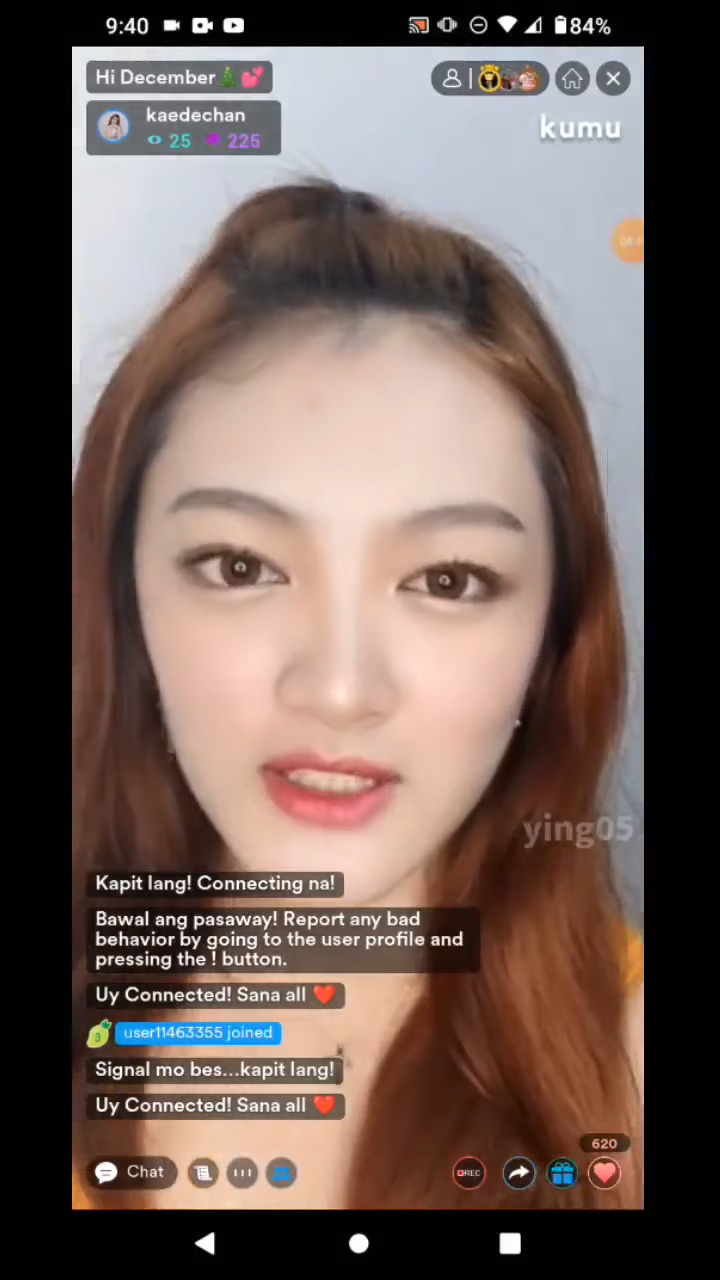 9:40
84%
Hi December 🎄💕
kaedechan
25 225
kumu
ying05
Kapit lang! Connecting na!
Bawal ang pasaway! Report any bad
behavior by going to the user profile and
pressing the ! button.
Uy Connected! Sana all ❤️
3 user11463355 joined
Signal mo bes...kapit lang!
Uy Connected! Sana all ❤️
620
Chat
REC